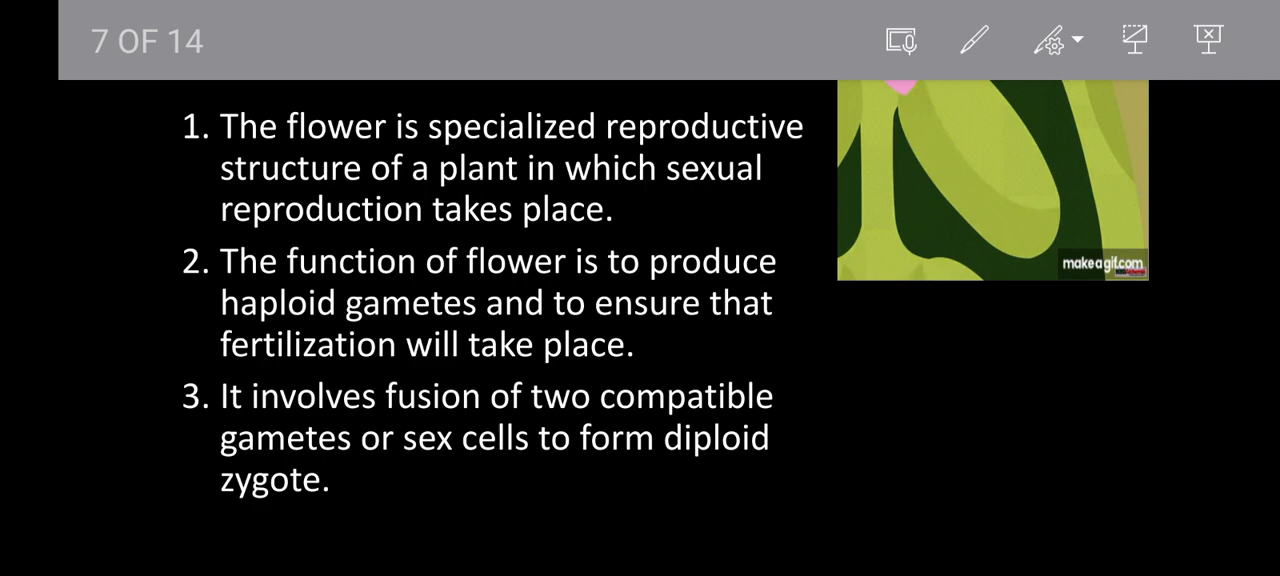 7 OF 14
1. The flower is specialized reproductive
structure of a plant in which sexual
reproduction takes place.
2. The function of flower is to produce
haploid gametes and to ensure that
fertilization will take place.
3. It involves fusion of two compatible
gametes or sex cells to form diploid
zygote.
makeagif.com